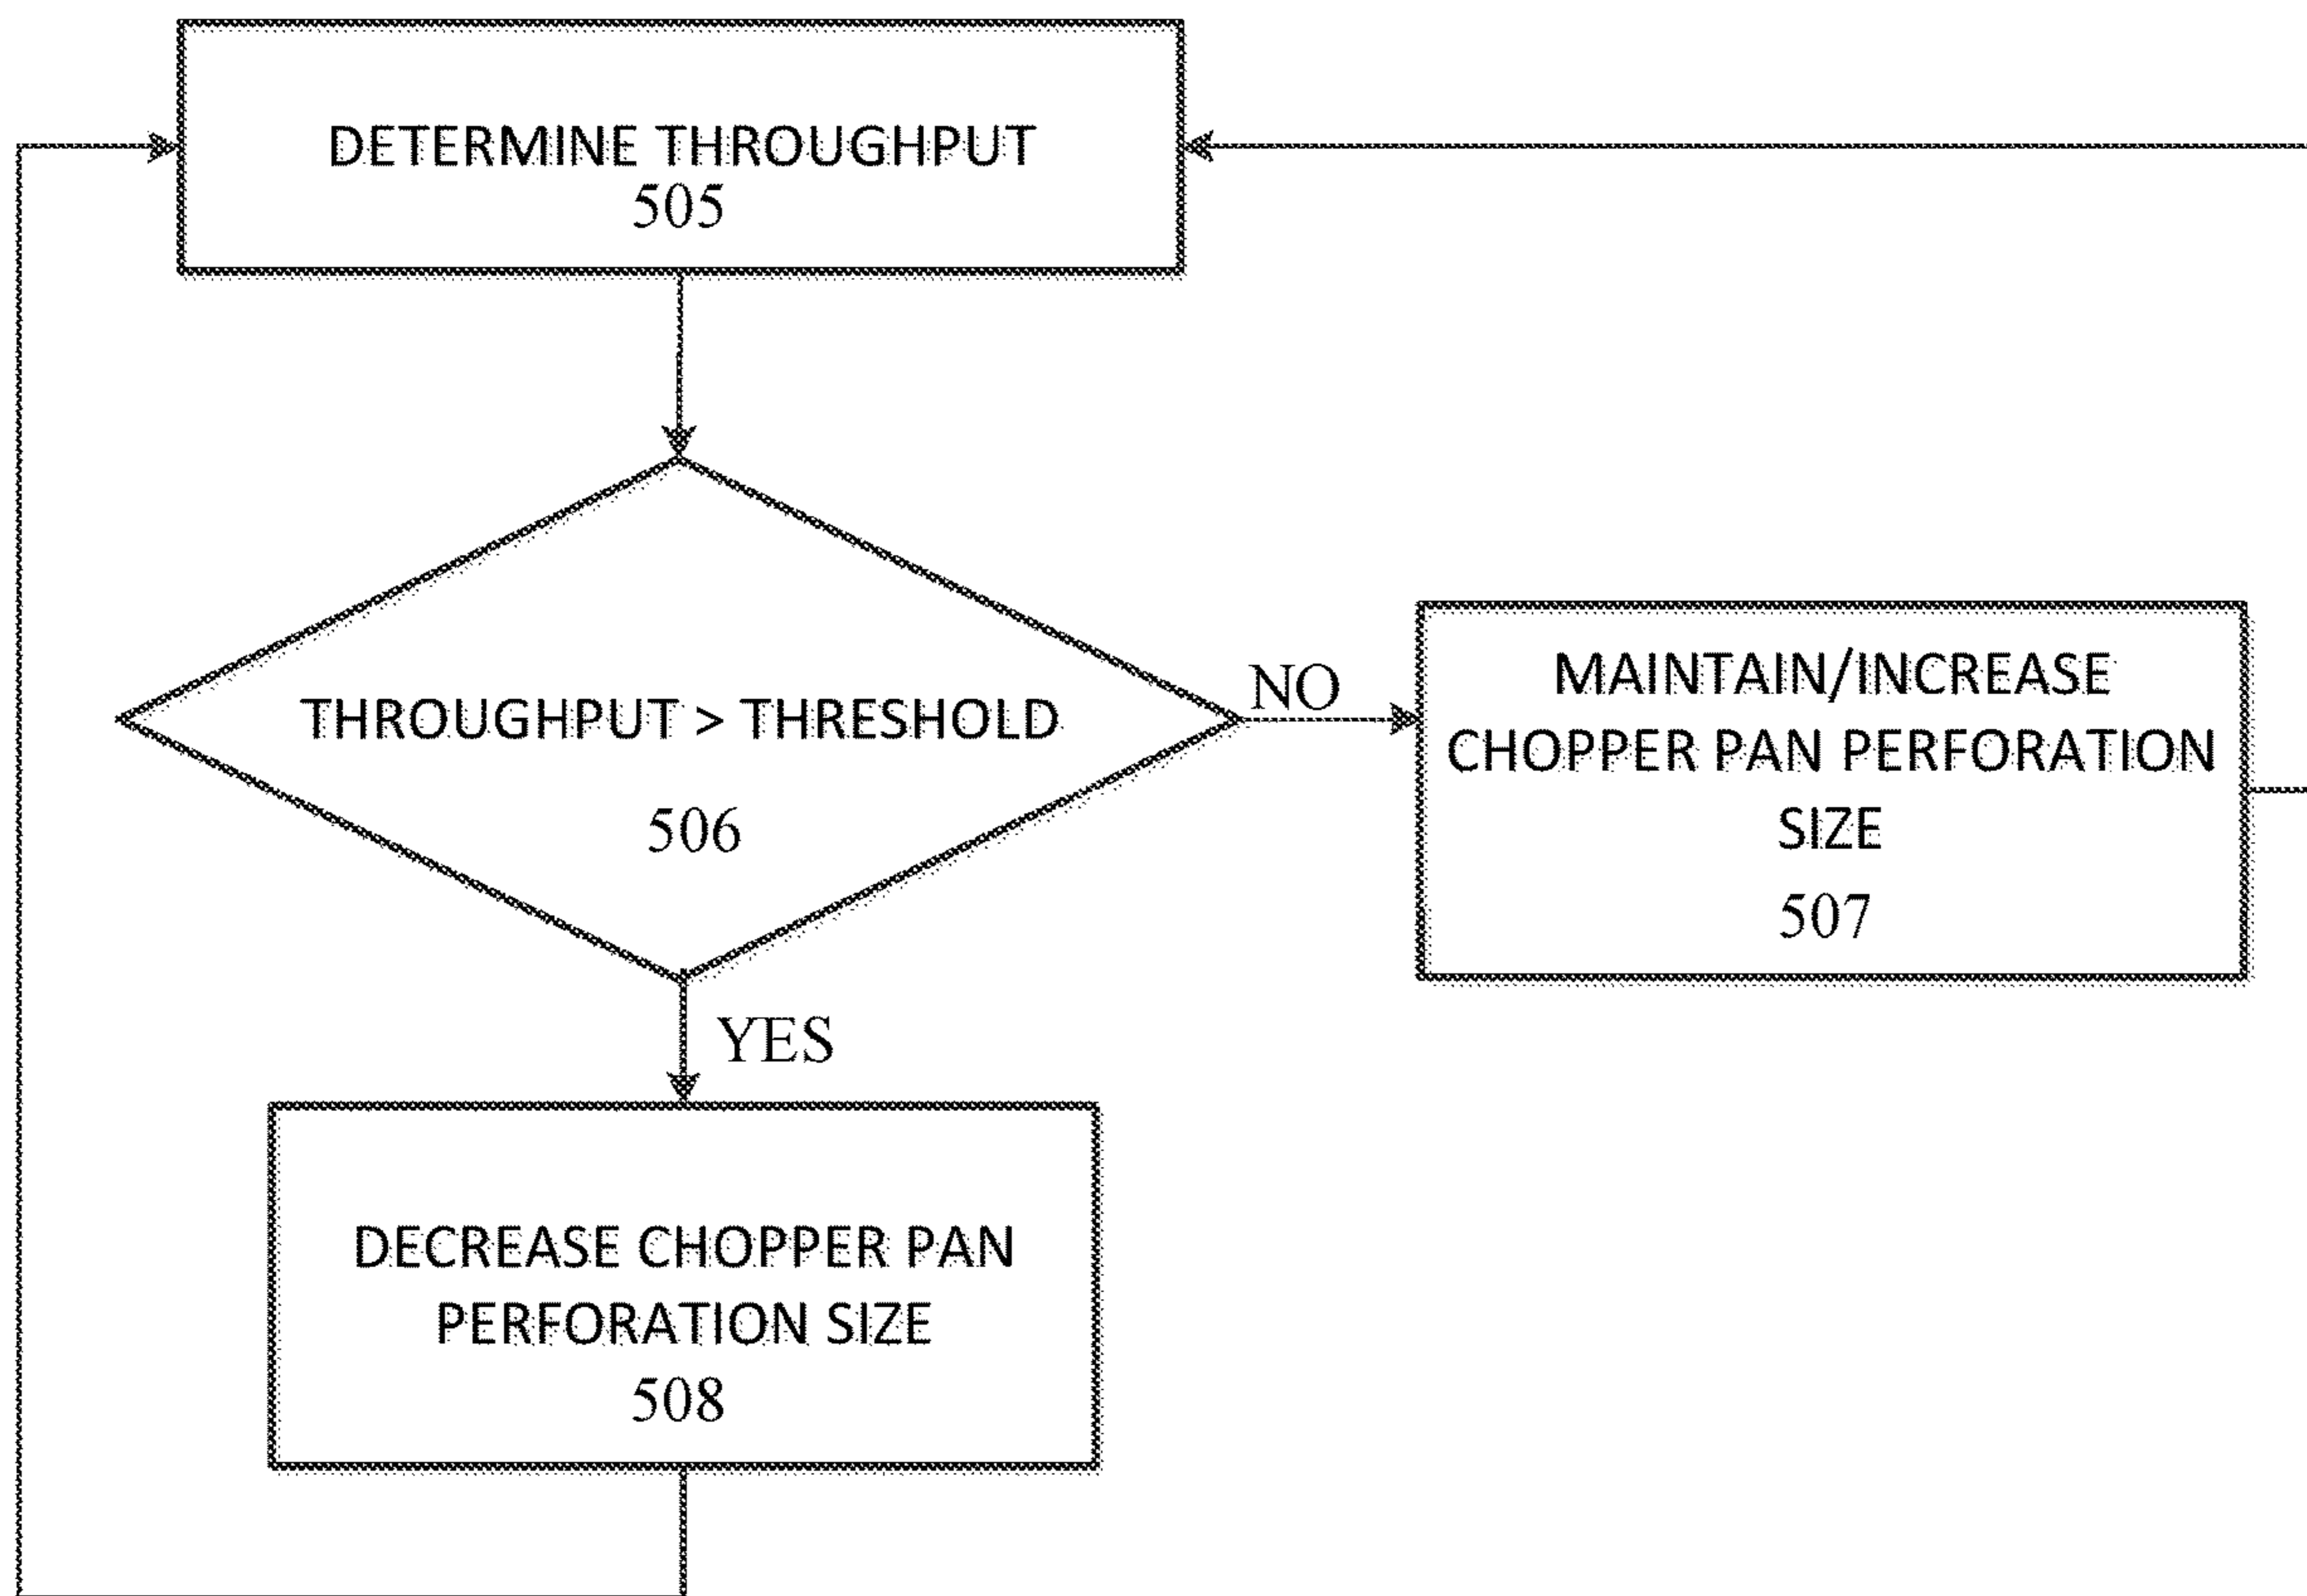 DETERMINE THROUGHPUT
505
THROUGHPUT > THRESHOLD
506
NO
MAINTAIN/INCREASE
CHOPPER PAN PERFORATION
SIZE
507
YES
DECREASE CHOPPER PAN
PERFORATION SIZE
508